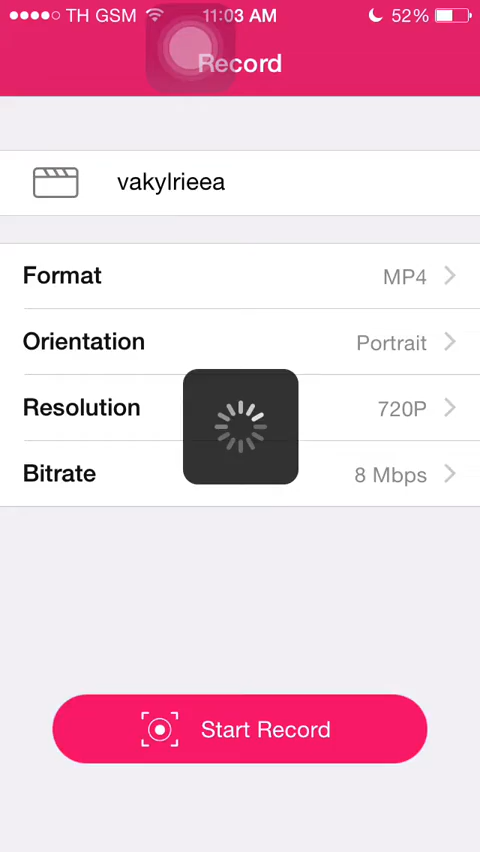 TH GSM 11:03 AM 52%
Record
vakylrieea
Format MP4
Orientation Portrait
Resolution 720P
Bitrate 8 Mbps
Start Record